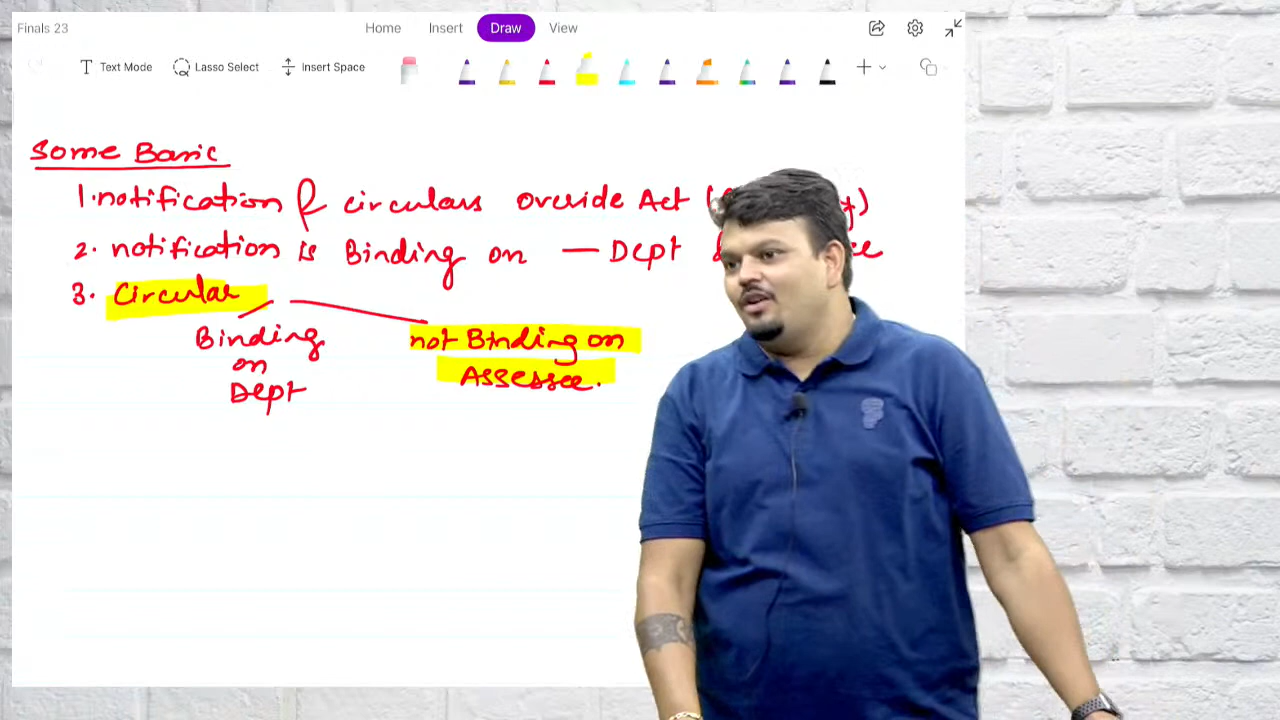 Finals 23
Home Insert Draw View
Text Mode Lasso Select Insert Space
Some Basic
1. notification & circulars override Act
2. notification is Binding on — Dept
3. Circular
Binding on Dept
not Binding on Assessee.